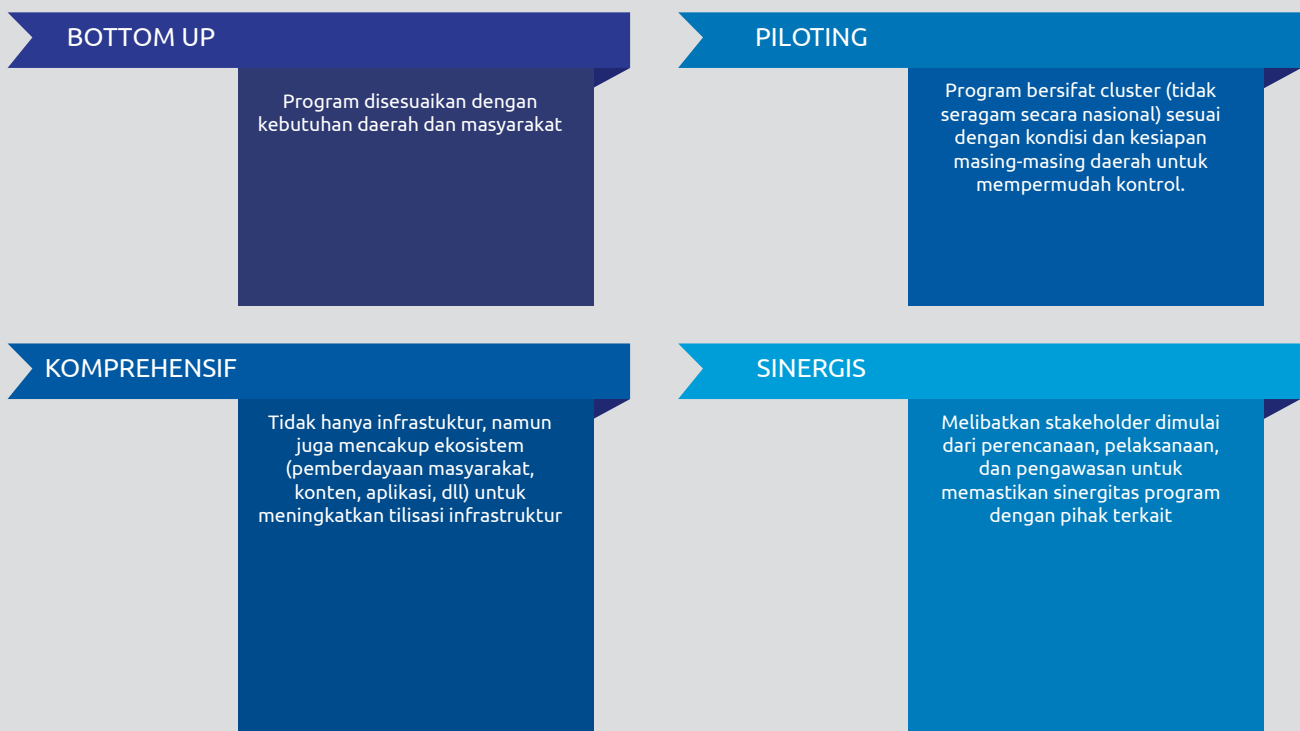 BOTTOM UP
Program disesuaikan dengan
kebutuhan daerah dan masyarakat
PILOTING
Program bersifat cluster (tidak
seragam secara nasional) sesuai
dengan kondisi dan kesiapan
masing-masing daerah untuk
mempermudah kontrol.
KOMPREHENSIF
Tidak hanya infrastuktur, namun
juga mencakup ekosistem
(pemberdayaan masyarakat,
konten, aplikasi, dll) untuk
meningkatkan tilisasi infrastruktur
SINERGIS
Melibatkan stakeholder dimulai
dari perencanaan, pelaksanaan,
dan pengawasan untuk
memastikan sinergitas program
dengan pihak terkait